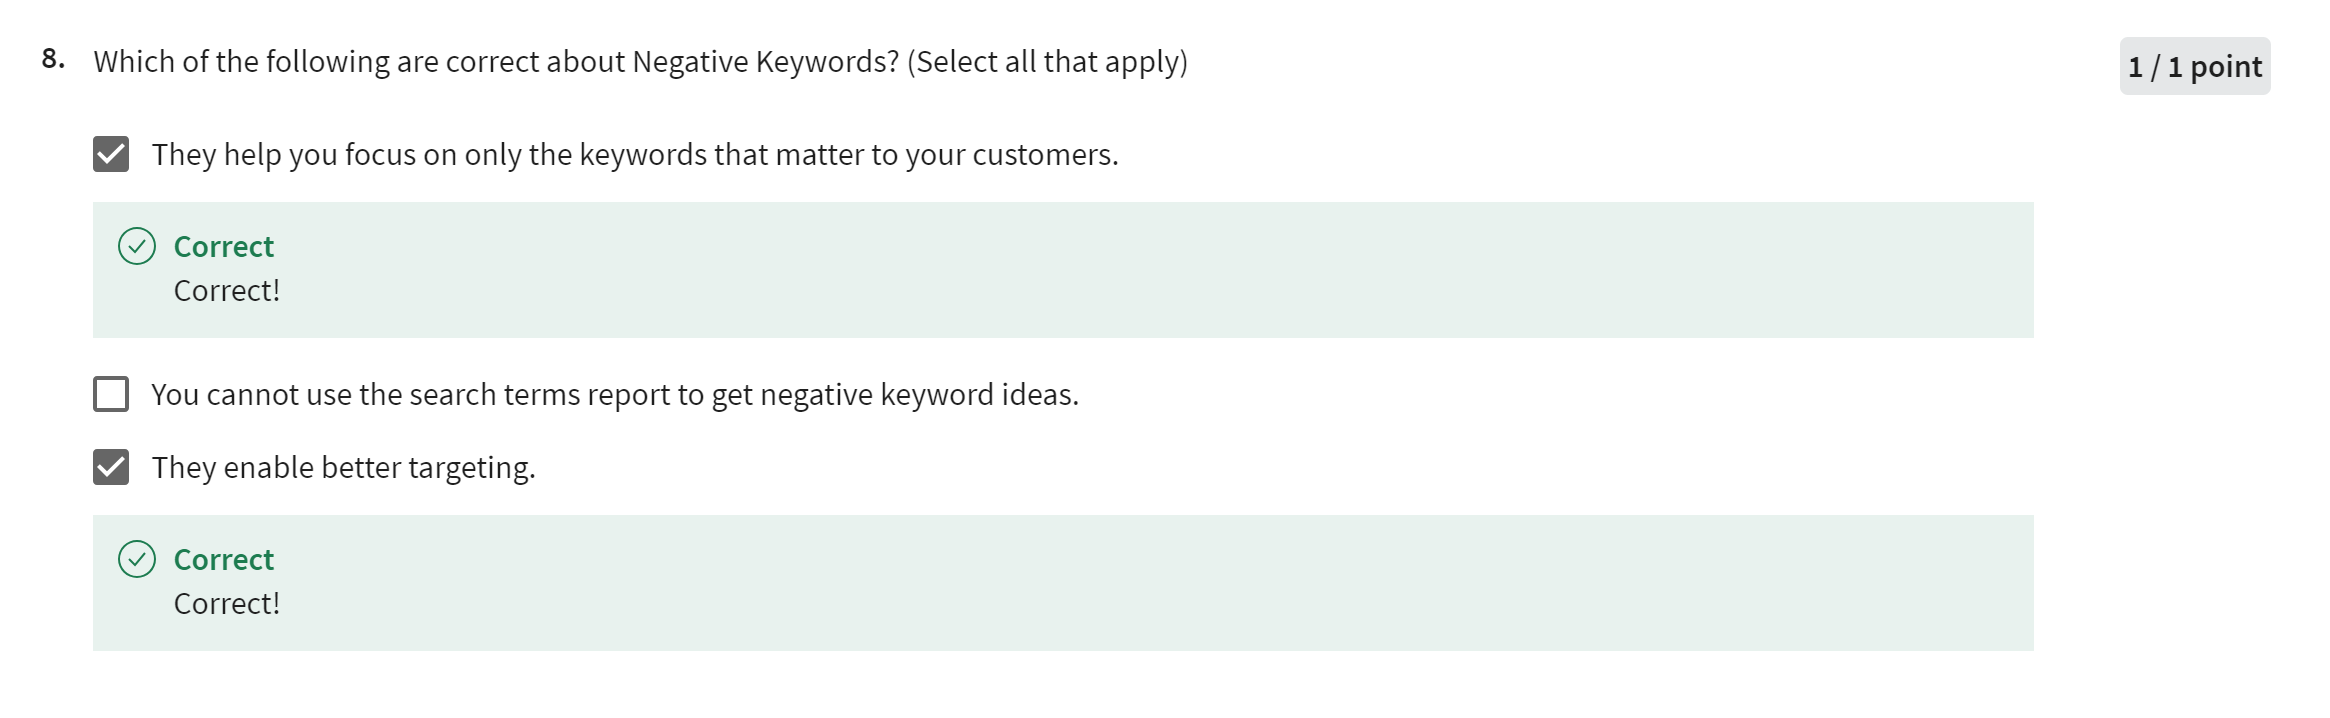 8. Which of the following are correct about Negative Keywords? (Select all that apply)
1 / 1 point
They help you focus on only the keywords that matter to your customers.
Correct
Correct!
You cannot use the search terms report to get negative keyword ideas.
They enable better targeting.
Correct
Correct!